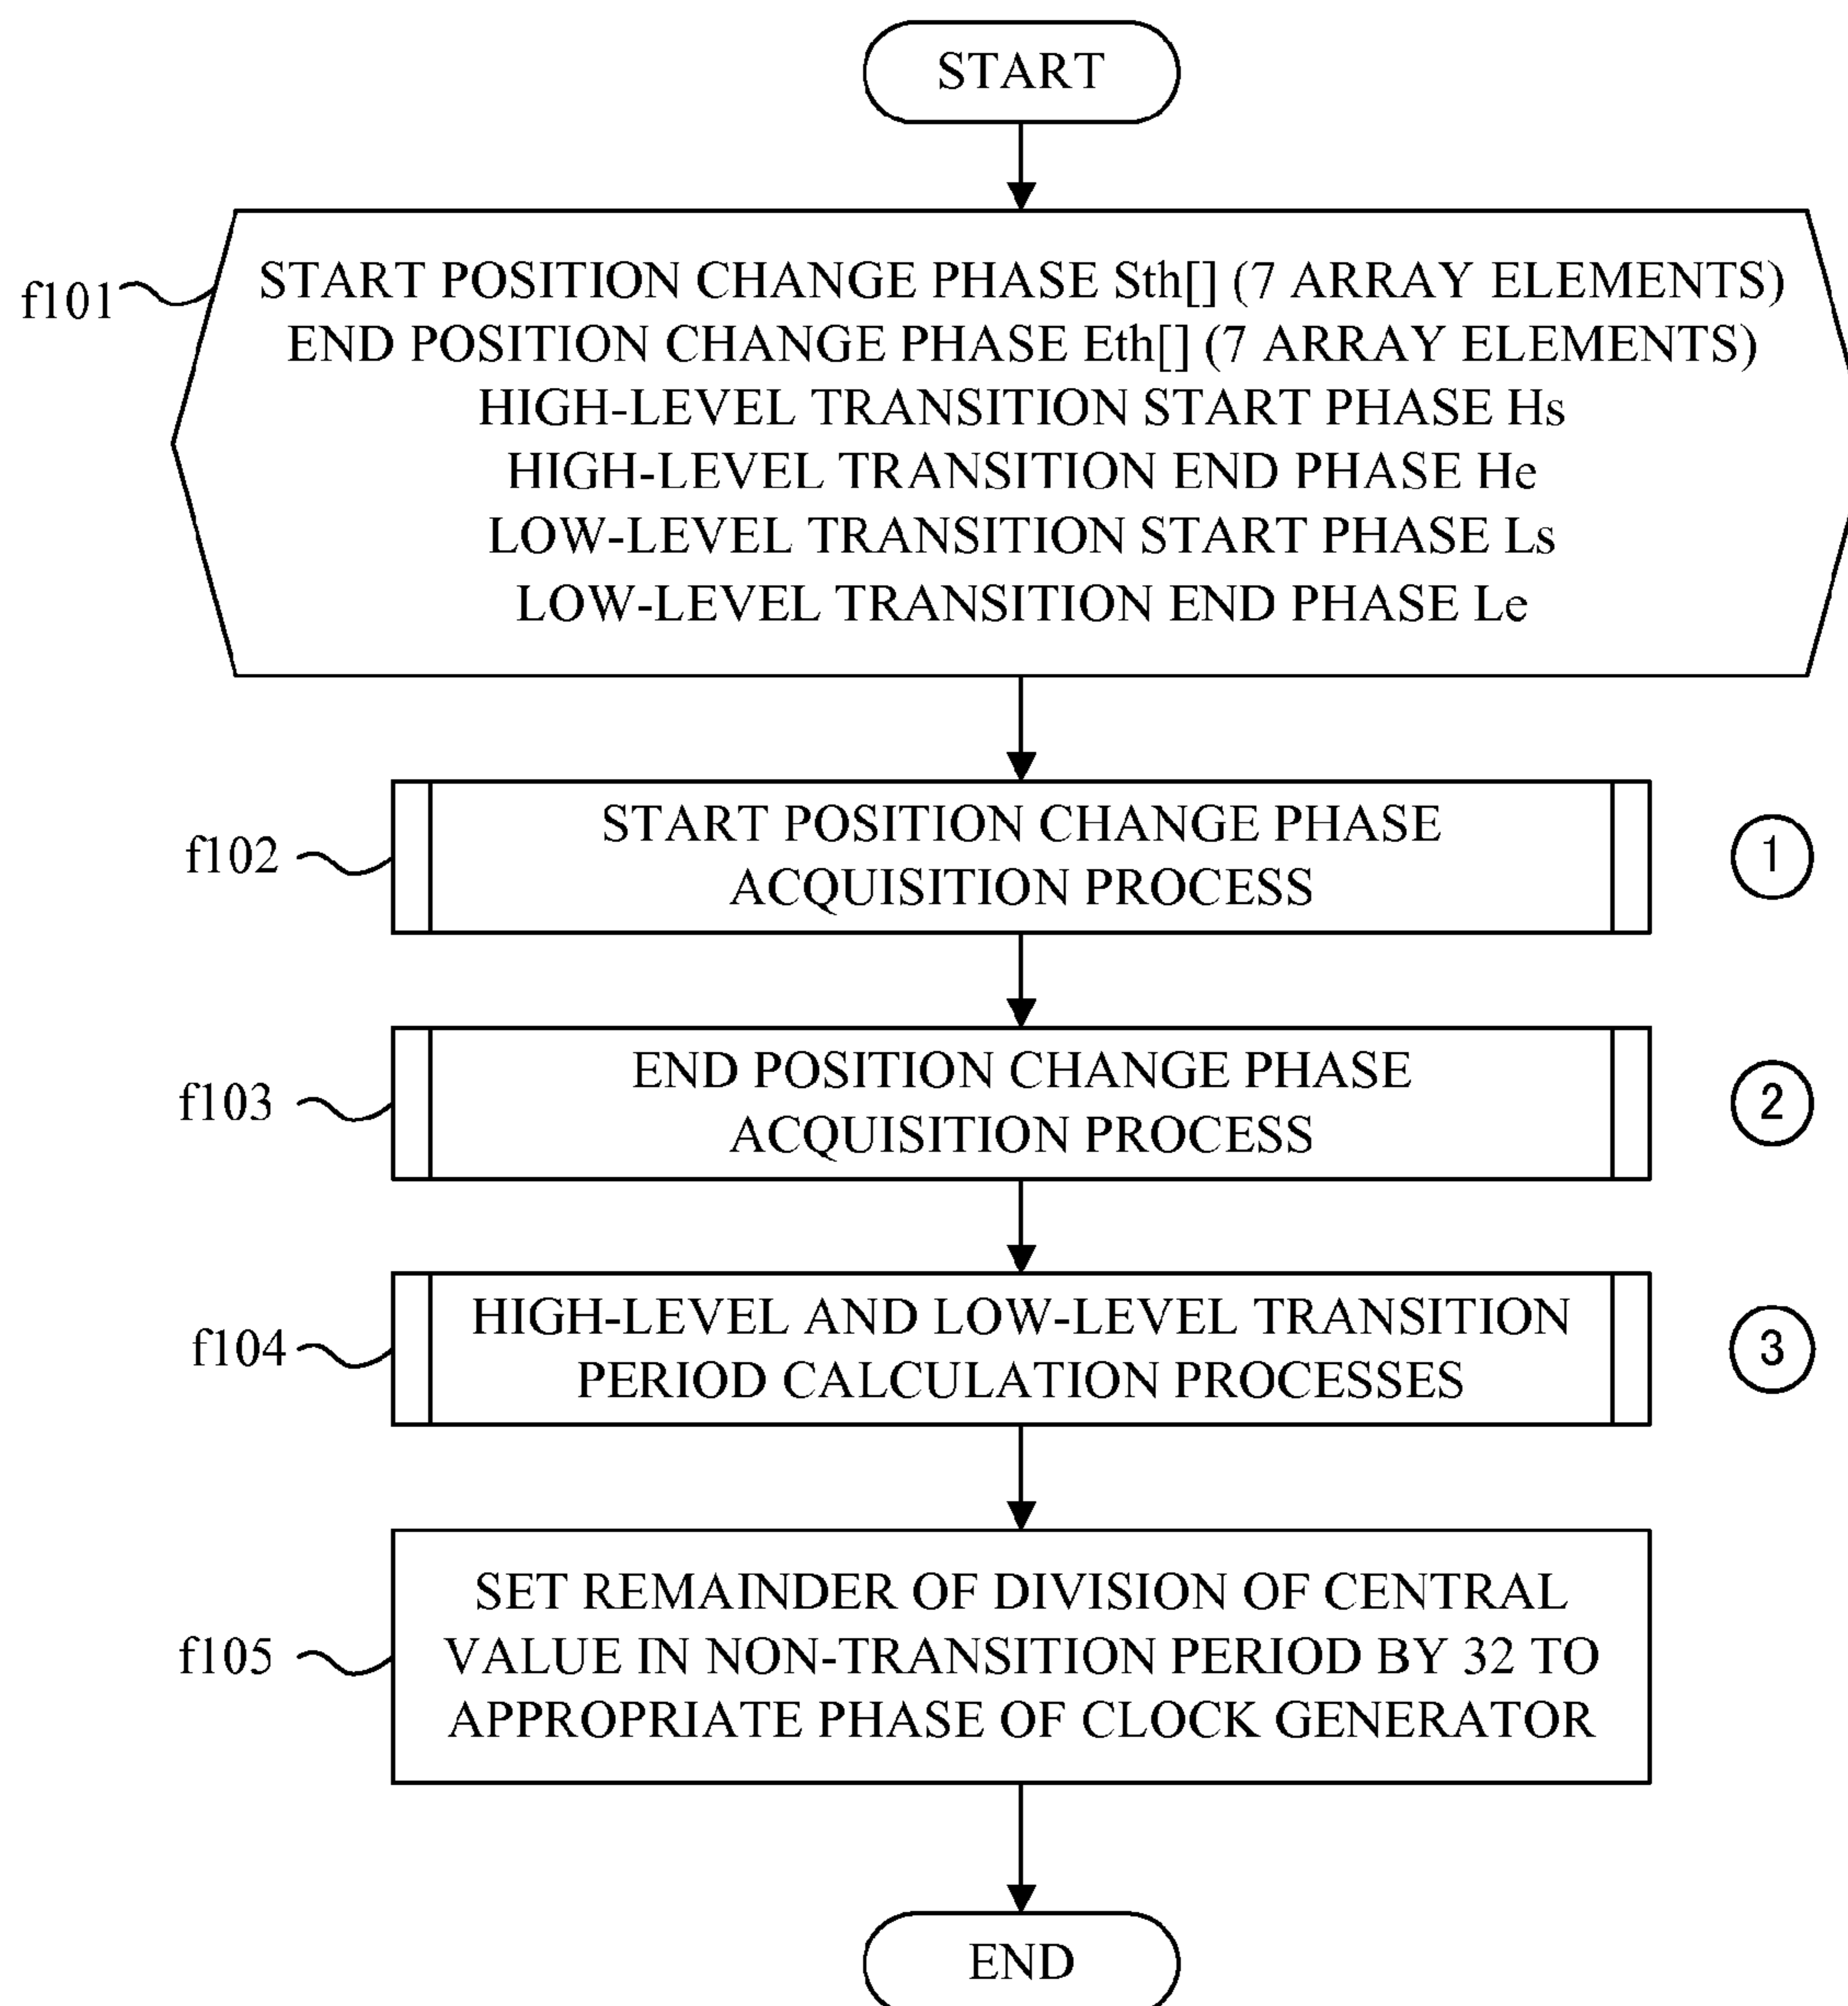 START
f101
START POSITION CHANGE PHASE Sth[] (7 ARRAY ELEMENTS)
END POSITION CHANGE PHASE Eth[] (7 ARRAY ELEMENTS)
HIGH-LEVEL TRANSITION START PHASE Hs
HIGH-LEVEL TRANSITION END PHASE He
LOW-LEVEL TRANSITION START PHASE Ls
LOW-LEVEL TRANSITION END PHASE Le
f102
START POSITION CHANGE PHASE
ACQUISITION PROCESS
1
f103
END POSITION CHANGE PHASE
ACQUISITION PROCESS
2
f104
HIGH-LEVEL AND LOW-LEVEL TRANSITION
PERIOD CALCULATION PROCESSES
3
f105
SET REMAINDER OF DIVISION OF CENTRAL
VALUE IN NON-TRANSITION PERIOD BY 32 TO
APPROPRIATE PHASE OF CLOCK GENERATOR
END